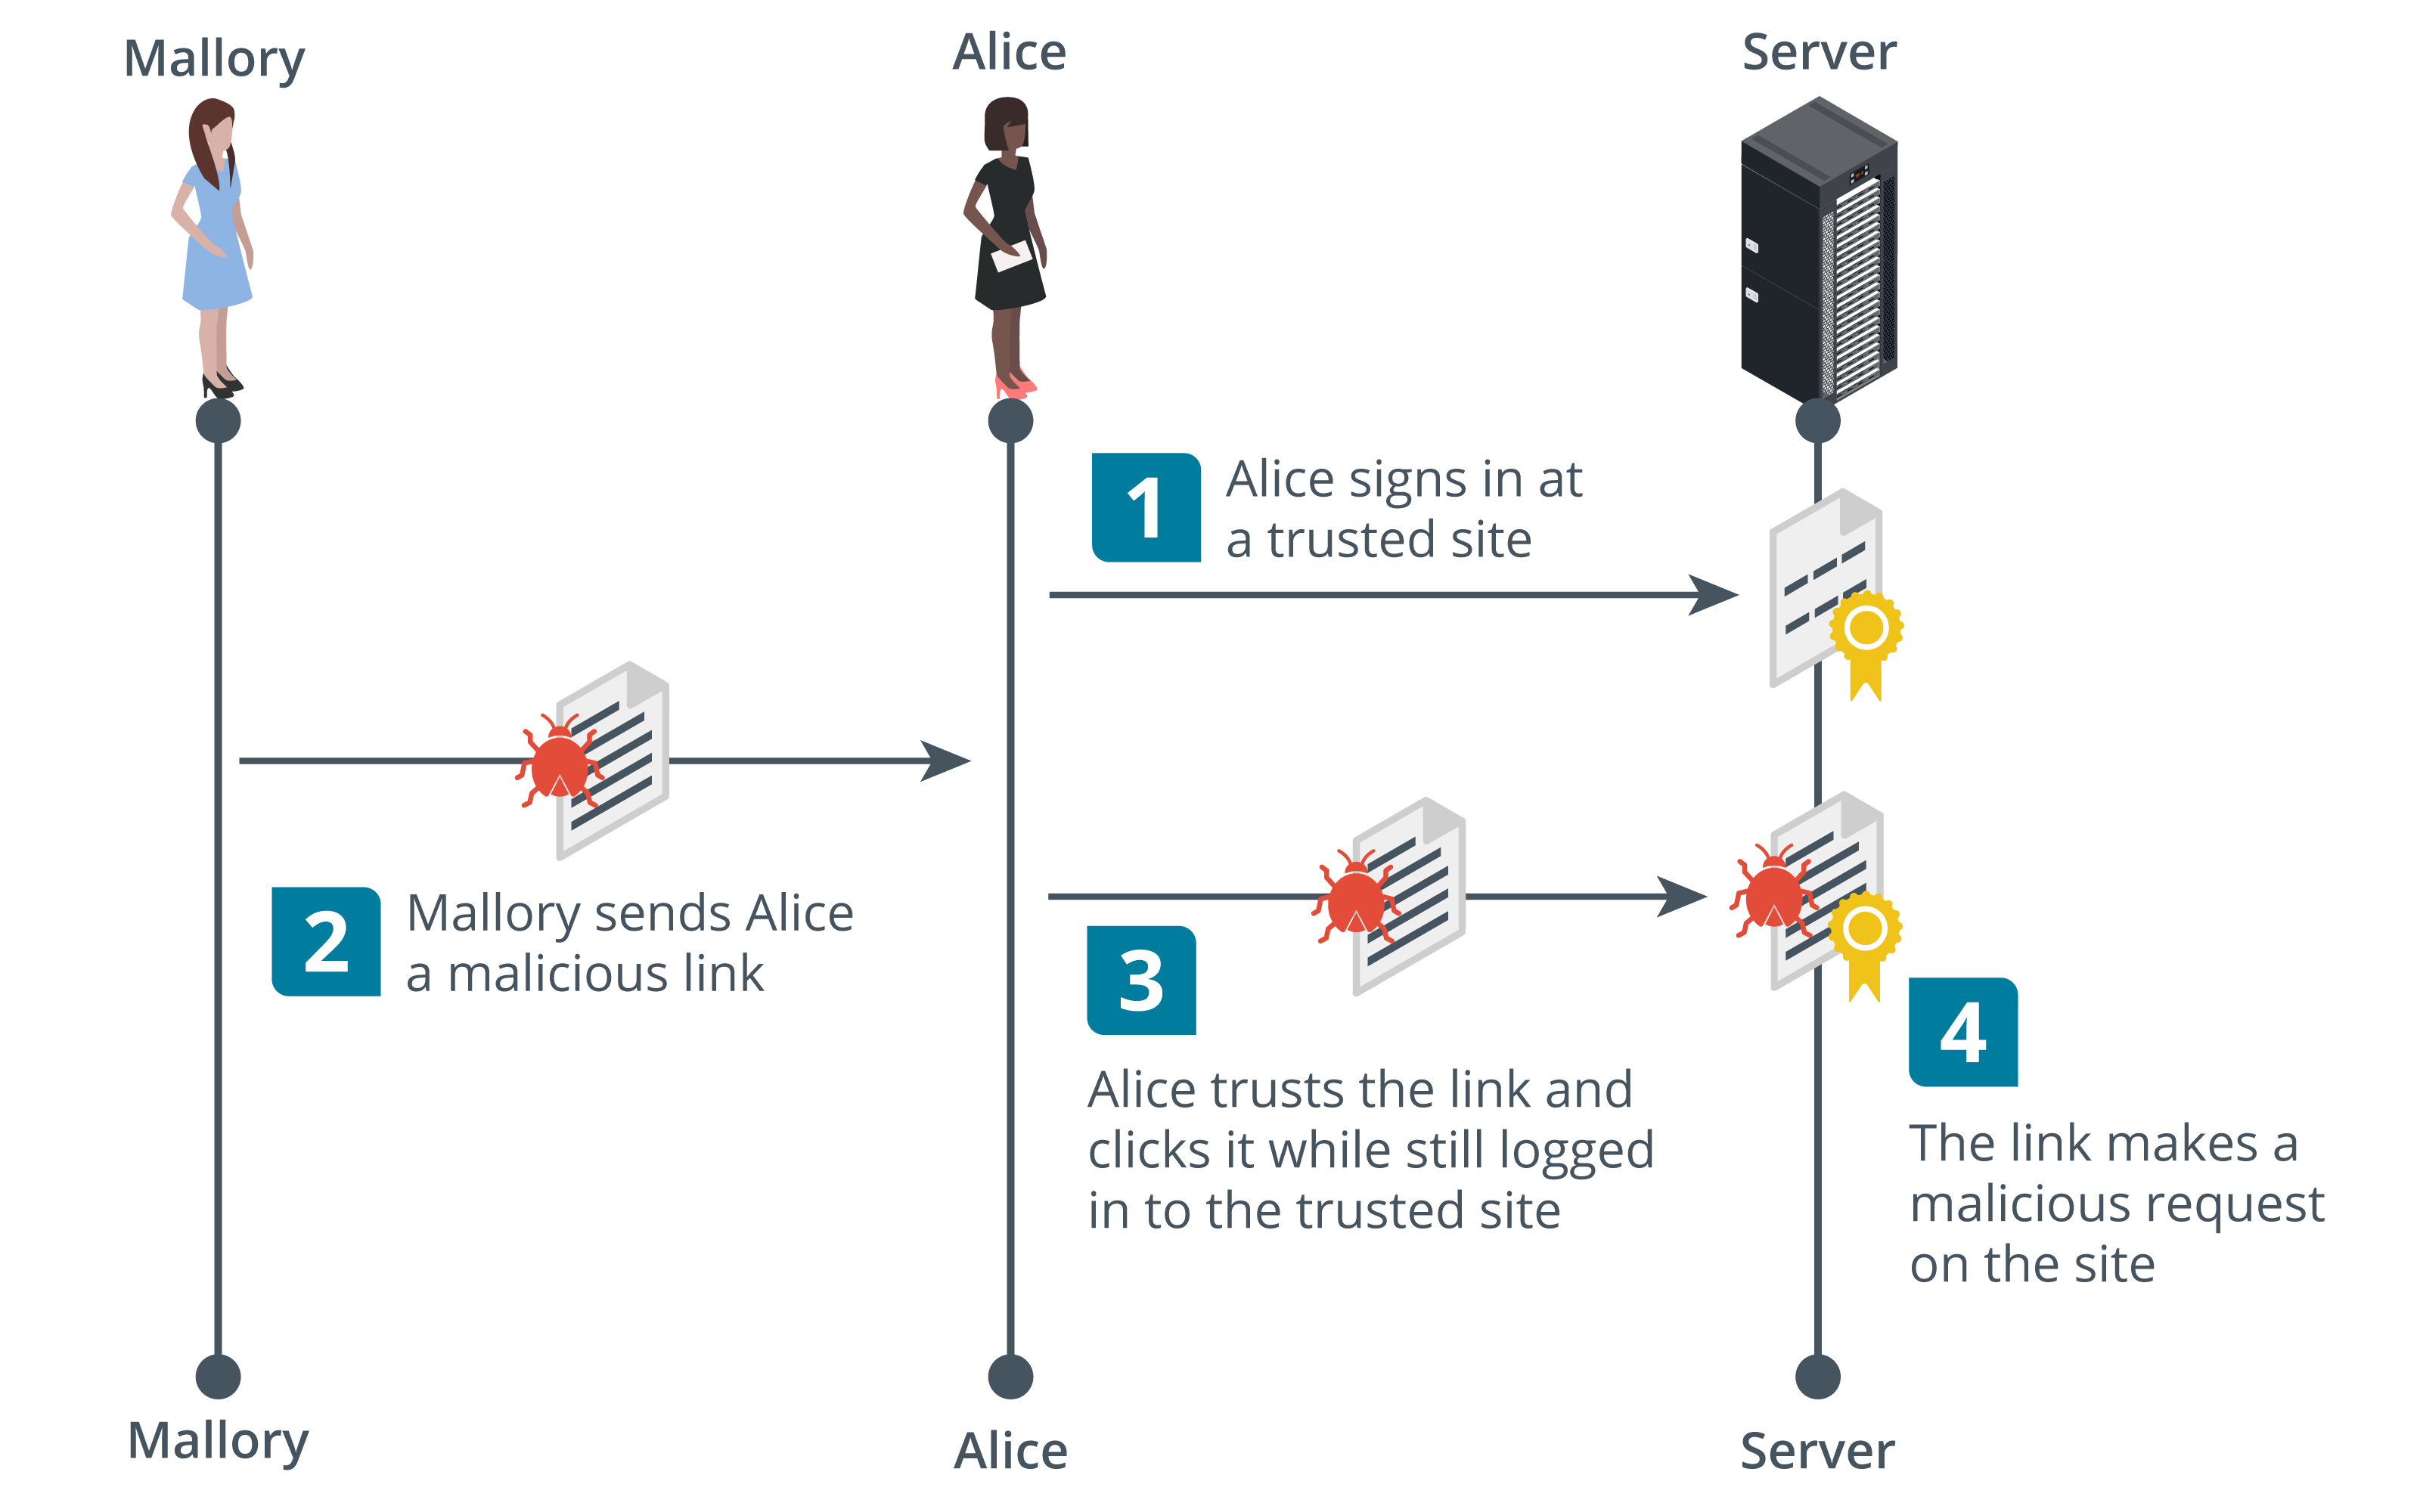 Mallory
Alice
Server
1
Alice signs in at
a trusted site
2
Mallory sends Alice
a malicious link
3
Alice trusts the link and
clicks it while still logged
in to the trusted site
4
The link makes a
malicious request
on the site
Mallory
Alice
Server